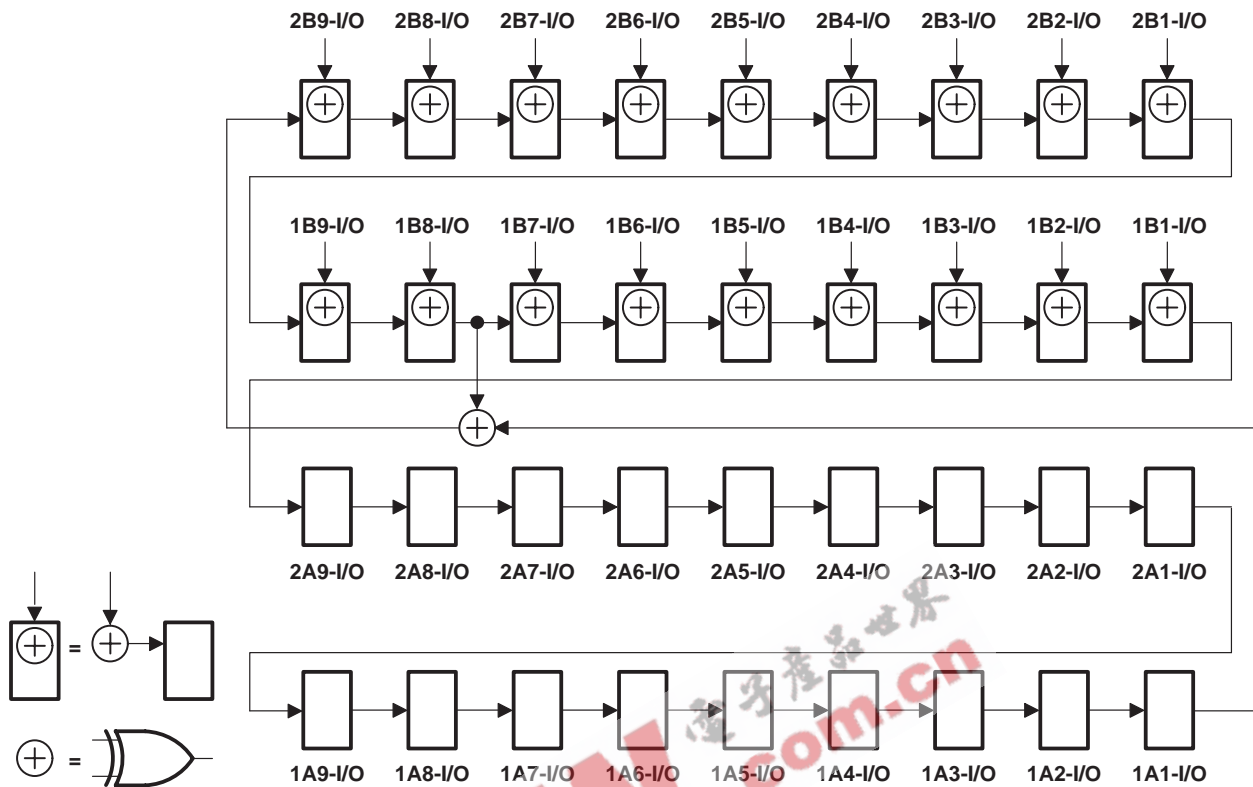 2B9-I/O 2B8-I/O 2B7-I/O 2B6-I/O 2B5-I/O 2B4-I/O 2B3-I/O 2B2-I/O 2B1-I/O
1B9-I/O 1B8-I/O 1B7-I/O 1B6-I/O 1B5-I/O 1B4-I/O 1B3-I/O 1B2-I/O 1B1-I/O
2A9-I/O 2A8-I/O 2A7-I/O 2A6-I/O 2A5-I/O 2A4-I/O 2A3-I/O 2A2-I/O 2A1-I/O
=
電子產品世界
com.cn
=
1A9-I/O 1A8-I/O 1A7-I/O 1A6-I/O 1A5-I/O 1A4-I/O 1A3-I/O 1A2-I/O 1A1-I/O